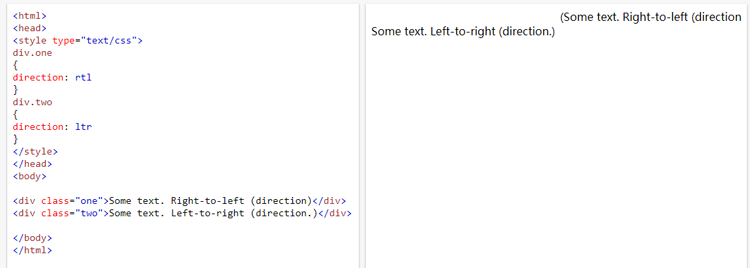 <html>
<head>
<style type="text/css">
div.one
{
direction: rtl
}
div.two
{
direction: ltr
}
</style>
</head>
<body>
<div class="one">Some text. Right-to-left (direction)</div>
<div class="two">Some text. Left-to-right (direction.)</div>
</body>
</html>
(Some text. Right-to-left (direction
Some text. Left-to-right (direction.)